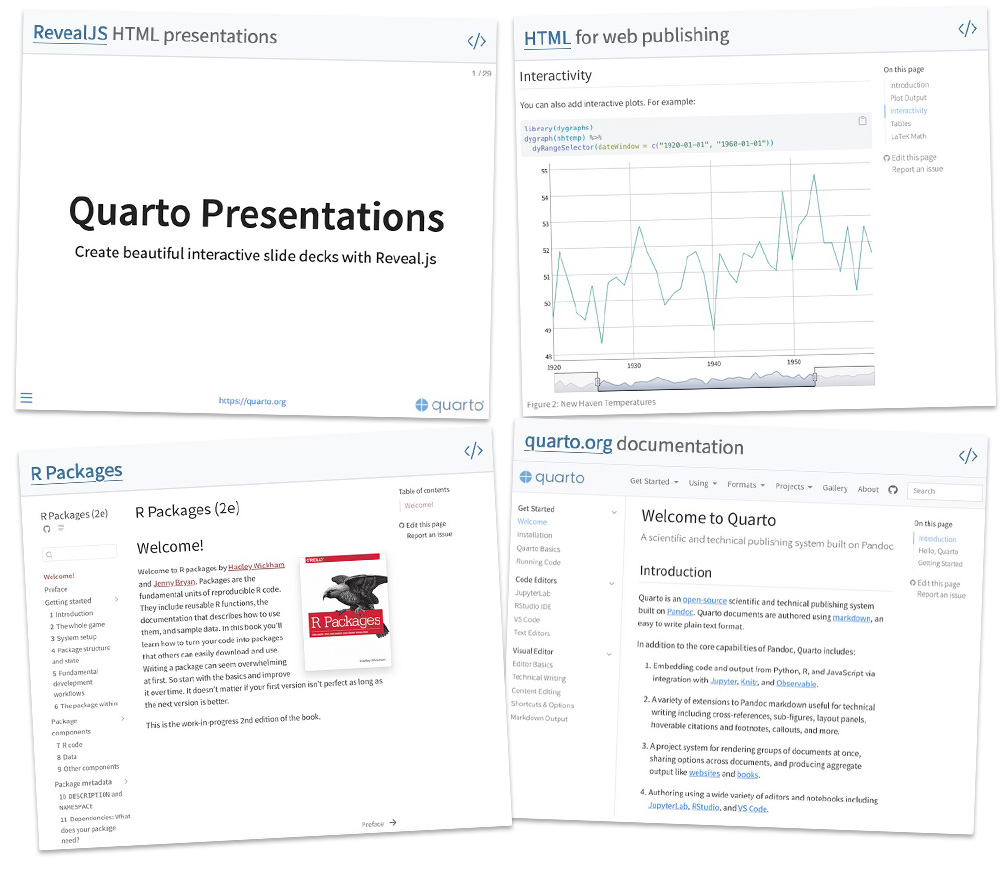 RevealJS HTML presentations
</>
1 / 29
Quarto Presentations
Create beautiful interactive slide decks with Reveal.js
https://quarto.org
quarto
HTML for web publishing
</>
Interactivity
You can also add interactive plots. For example:
library(dygraphs)
dygraph(nhtemp) %>%
dyRangeSelector(dateWindow = c("1920-01-01", "1960-01-01"))
55
54
53
52
51
50
49
48
1920
1930
1940
1950
Figure 2: New Haven Temperatures
On this page
Introduction
Plot Output
Interactivity
Tables
LaTeX Math
Edit this page
Report an issue
R Packages
</>
R Packages (2e)
Welcome!
Preface
Getting started
1 Introduction
2 The whole game
3 System setup
4 Package structure
and state
5 Fundamental
development
workflows
6 The package within
Package
components
7 R code
8 Data
9 Other components
Package metadata
10 DESCRIPTION and
NAMESPACE
11 Dependencies: What
does your package
need?
R Packages (2e)
Welcome!
Welcome to R packages by Hadley Wickham
and Jenny Bryan. Packages are the
fundamental units of reproducible R code.
They include reusable R functions, the
documentation that describes how to use
them, and sample data. In this book you'll
learn how to turn your code into packages
that others can easily download and use.
Writing a package can seem overwhelming
at first. So start with the basics and improve
it over time. It doesn't matter if your first version isn't perfect as long as
the next version is better.
This is the work-in-progress 2nd edition of the book.
O'REILLY
R Packages
Hadley Wickham
Preface
Table of contents
Welcome!
Edit this page
Report an issue
quarto.org documentation
</>
quarto
Get Started Using Formats Projects Gallery About Search
Get Started
Welcome
Installation
Quarto Basics
Running Code
Code Editors
JupyterLab
RStudio IDE
VS Code
Text Editors
Visual Editor
Editor Basics
Technical Writing
Content Editing
Shortcuts & Options
Markdown Output
Welcome to Quarto
A scientific and technical publishing system built on Pandoc
Introduction
Quarto is an open-source scientific and technical publishing system
built on Pandoc. Quarto documents are authored using markdown, an
easy to write plain text format.
In addition to the core capabilities of Pandoc, Quarto includes:
1. Embedding code and output from Python, R, and JavaScript via
integration with Jupyter, Knitr, and Observable.
2. A variety of extensions to Pandoc markdown useful for technical
writing including cross-references, sub-figures, layout panels,
hoverable citations and footnotes, callouts, and more.
3. A project system for rendering groups of documents at once,
sharing options across documents, and producing aggregate
output like websites and books.
4. Authoring using a wide variety of editors and notebooks including
JupyterLab, RStudio, and VS Code.
On this page
Introduction
Hello, Quarto
Getting Started
Edit this page
Report an issue